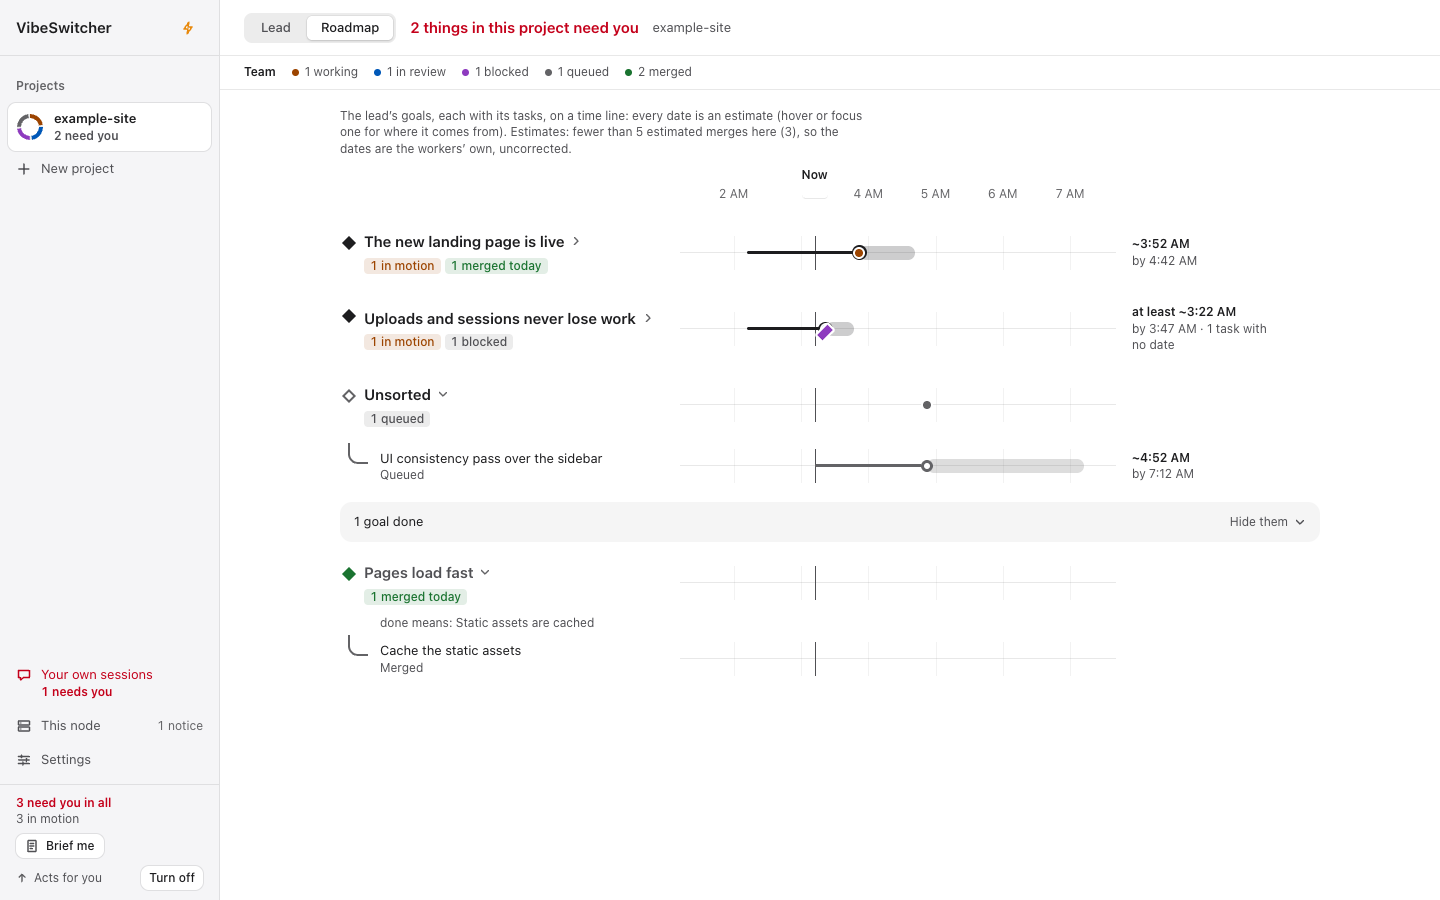 VibeSwitcher
Lead
Roadmap
2 things in this project need you
example-site
Team
1 working
1 in review
1 blocked
1 queued
2 merged
Projects
example-site
2 need you
New project
The lead’s goals, each with its tasks, on a time line: every date is an estimate (hover or focus
one for where it comes from). Estimates: fewer than 5 estimated merges here (3), so the
dates are the workers’ own, uncorrected.
Now
2 AM
4 AM
5 AM
6 AM
7 AM
The new landing page is live
1 in motion
1 merged today
~3:52 AM
by 4:42 AM
Uploads and sessions never lose work
1 in motion
1 blocked
at least ~3:22 AM
by 3:47 AM · 1 task with
no date
Unsorted
1 queued
UI consistency pass over the sidebar
Queued
~4:52 AM
by 7:12 AM
1 goal done
Hide them
Pages load fast
1 merged today
done means: Static assets are cached
Cache the static assets
Merged
Your own sessions
1 needs you
This node
1 notice
Settings
3 need you in all
3 in motion
Brief me
Acts for you
Turn off